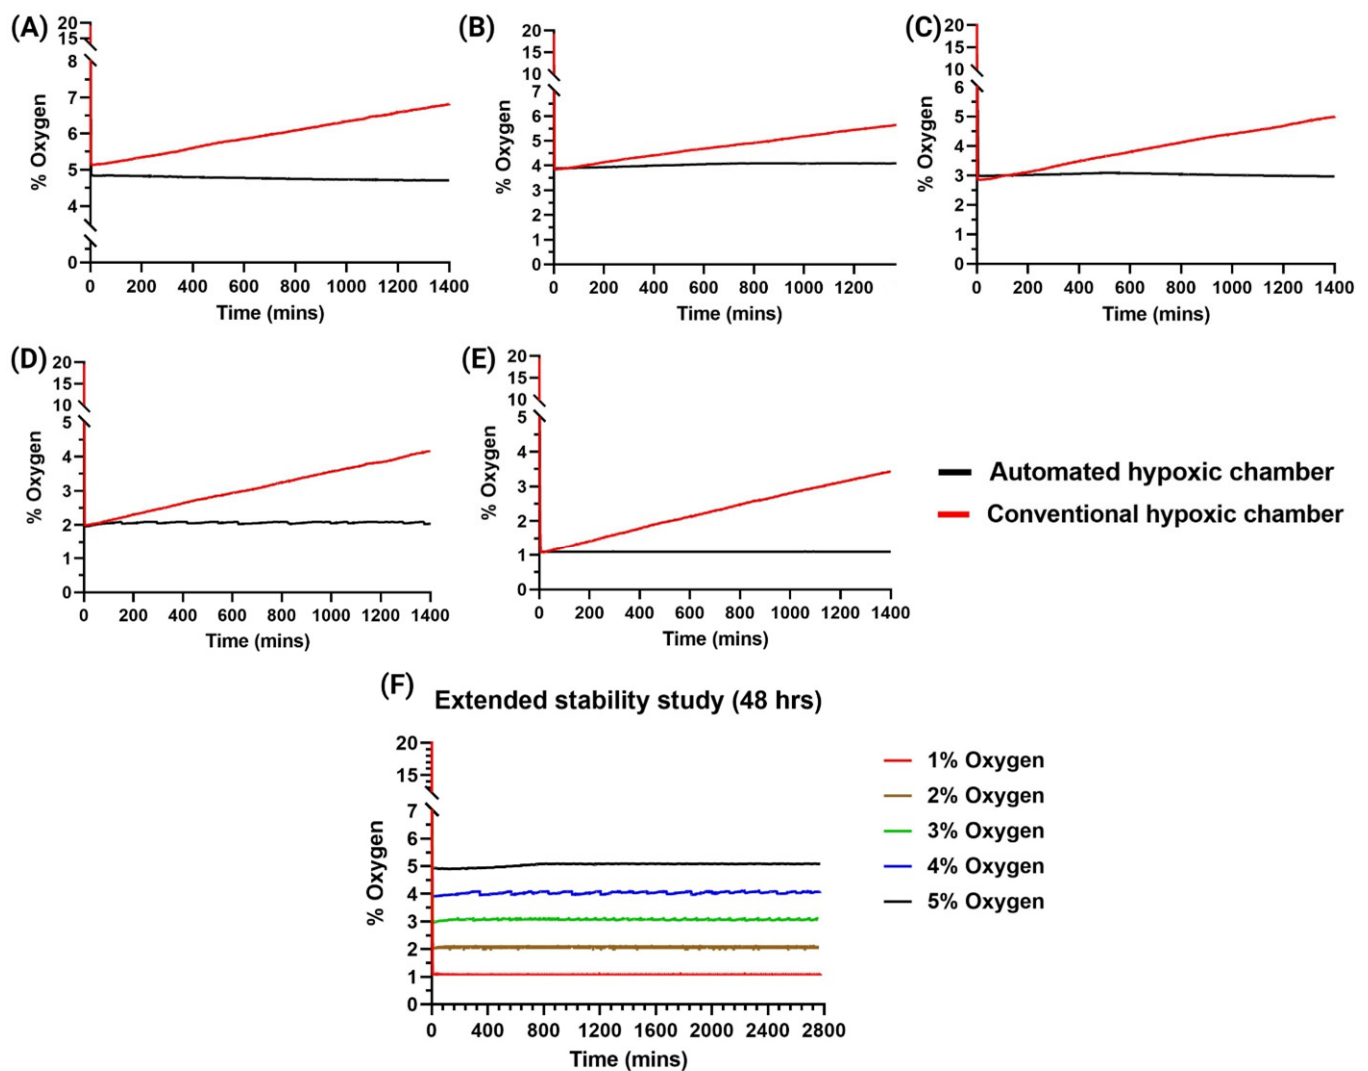 (A)
20
15
8
7
6
5
4
0
% Oxygen
0 200 400 600 800 1000 1200 1400
Time (mins)
(B)
20
15
10
7
6
5
4
3
2
1
0
% Oxygen
0 200 400 600 800 1000 1200
Time (mins)
(C)
20
15
10
6
5
4
3
2
1
0
% Oxygen
0 200 400 600 800 1000 1200 1400
Time (mins)
(D)
20
15
10
5
4
3
2
1
0
% Oxygen
0 200 400 600 800 1000 1200 1400
Time (mins)
(E)
20
15
10
5
4
3
2
1
0
% Oxygen
0 200 400 600 800 1000 1200 1400
Time (mins)
Automated hypoxic chamber
Conventional hypoxic chamber
(F)
Extended stability study (48 hrs)
20
15
7
6
5
4
3
2
1
0
% Oxygen
0 400 800 1200 1600 2000 2400 2800
Time (mins)
1% Oxygen
2% Oxygen
3% Oxygen
4% Oxygen
5% Oxygen